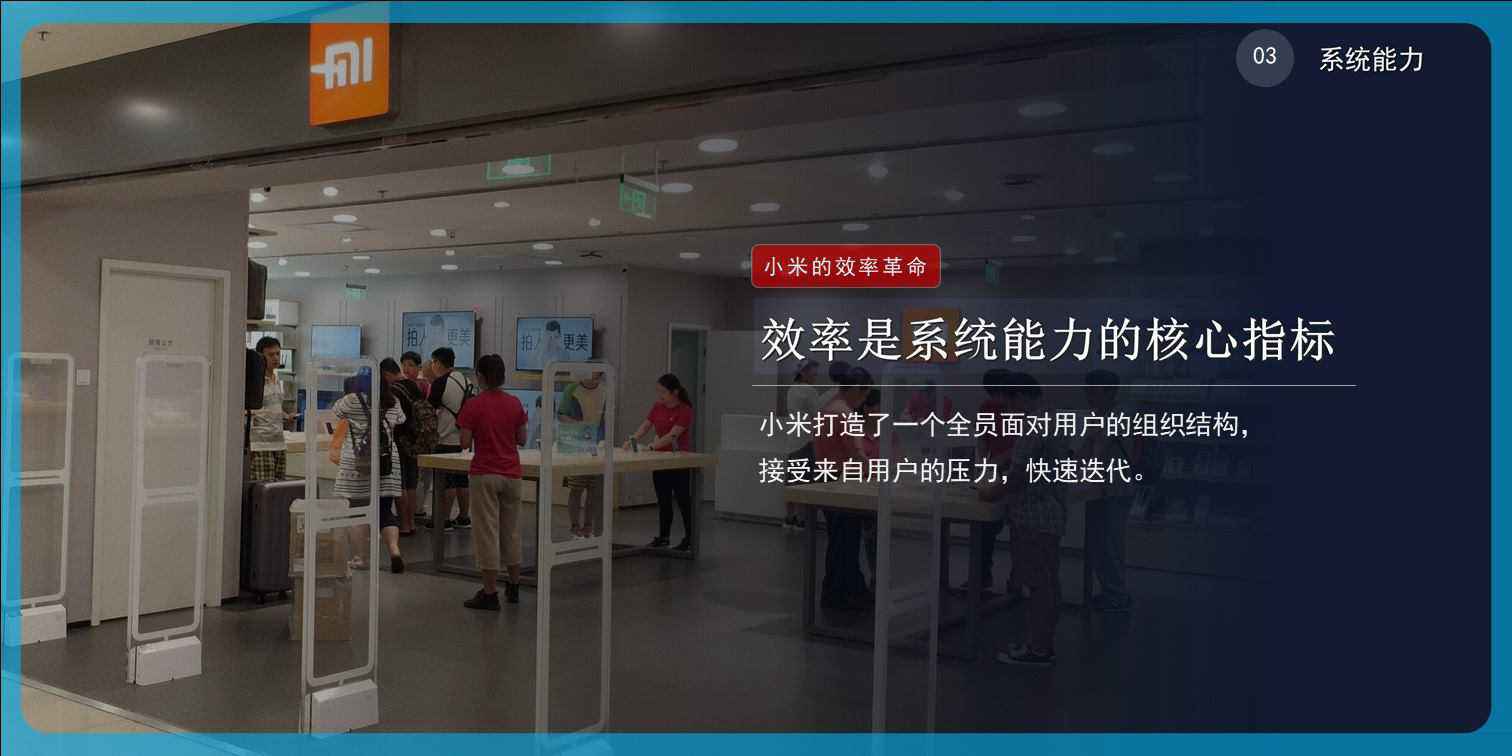 03 系统能力
小米的效率革命
效率是系统能力的核心指标
小米打造了一个全员面对用户的组织结构，
接受来自用户的压力，快速迭代。
拍人 更美
拍人 更美